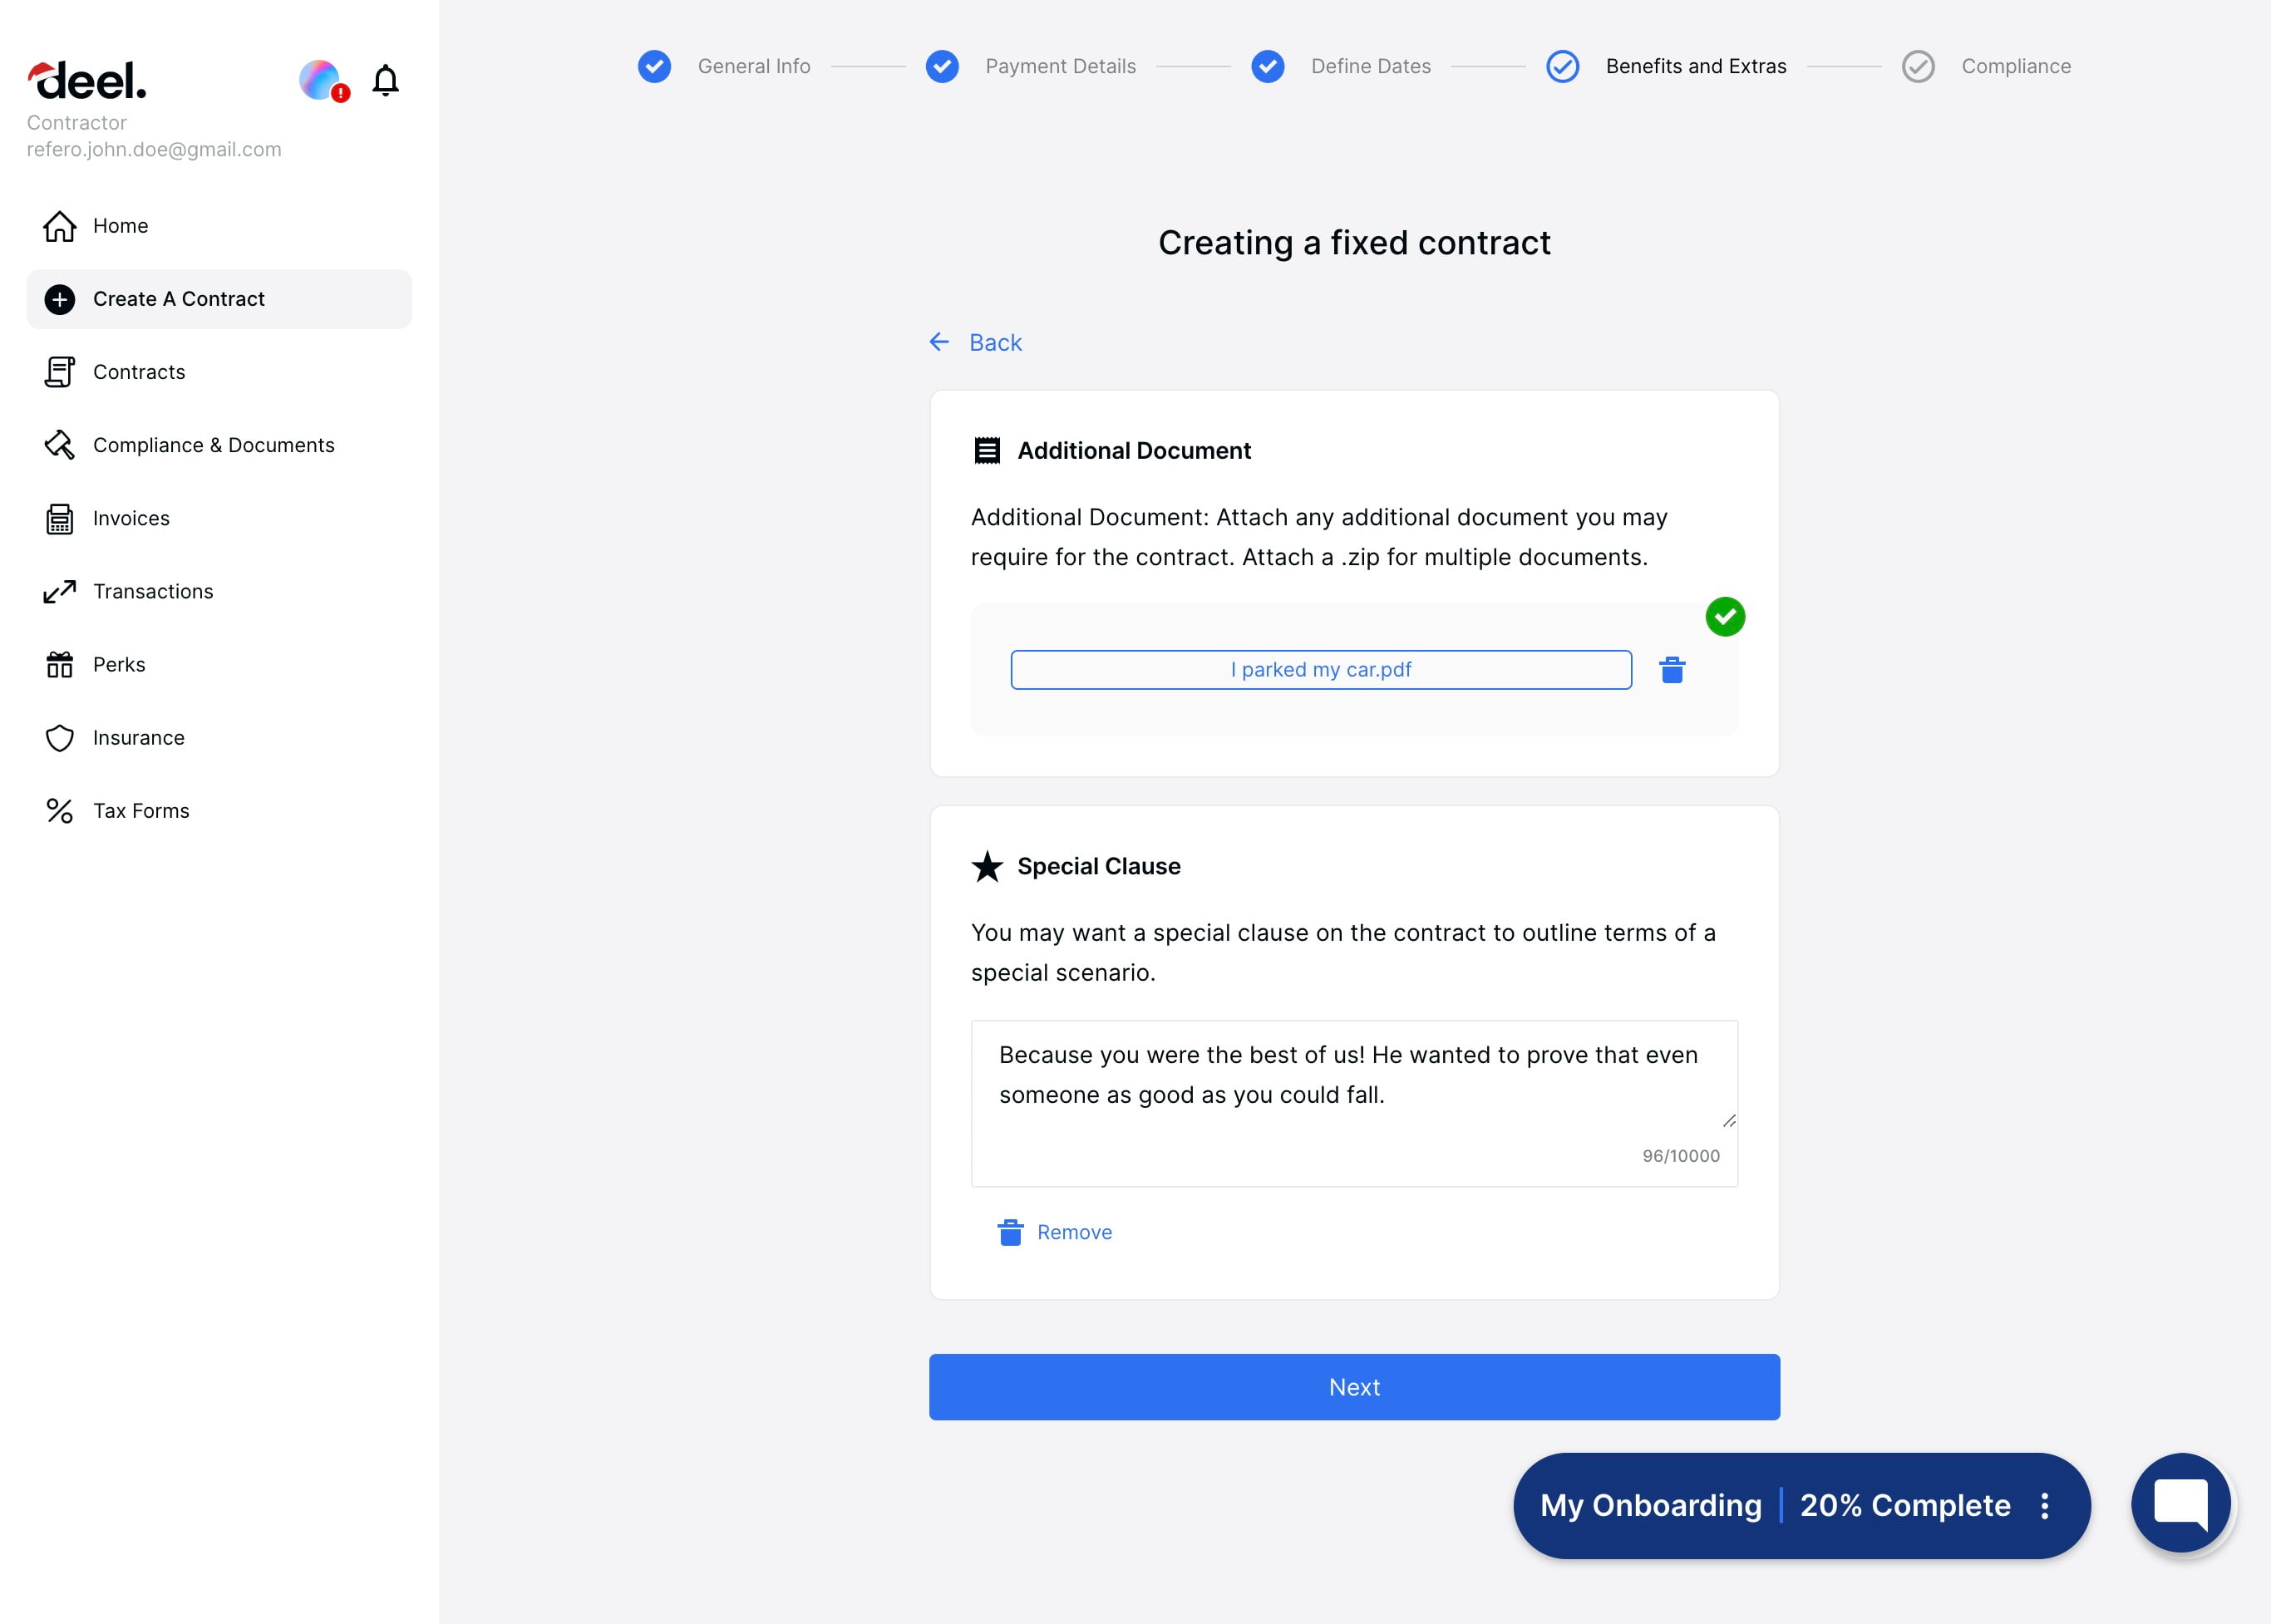 deel.
Contractor
refero.john.doe@gmail.com
Home
Create A Contract
Contracts
Compliance & Documents
Invoices
Transactions
Perks
Insurance
Tax Forms
General Info
Payment Details
Define Dates
Benefits and Extras
Compliance
Creating a fixed contract
Back
Additional Document
Additional Document: Attach any additional document you may
require for the contract. Attach a .zip for multiple documents.
I parked my car.pdf
Special Clause
You may want a special clause on the contract to outline terms of a
special scenario.
Because you were the best of us! He wanted to prove that even
someone as good as you could fall.
96/10000
Remove
Next
My Onboarding | 20% Complete